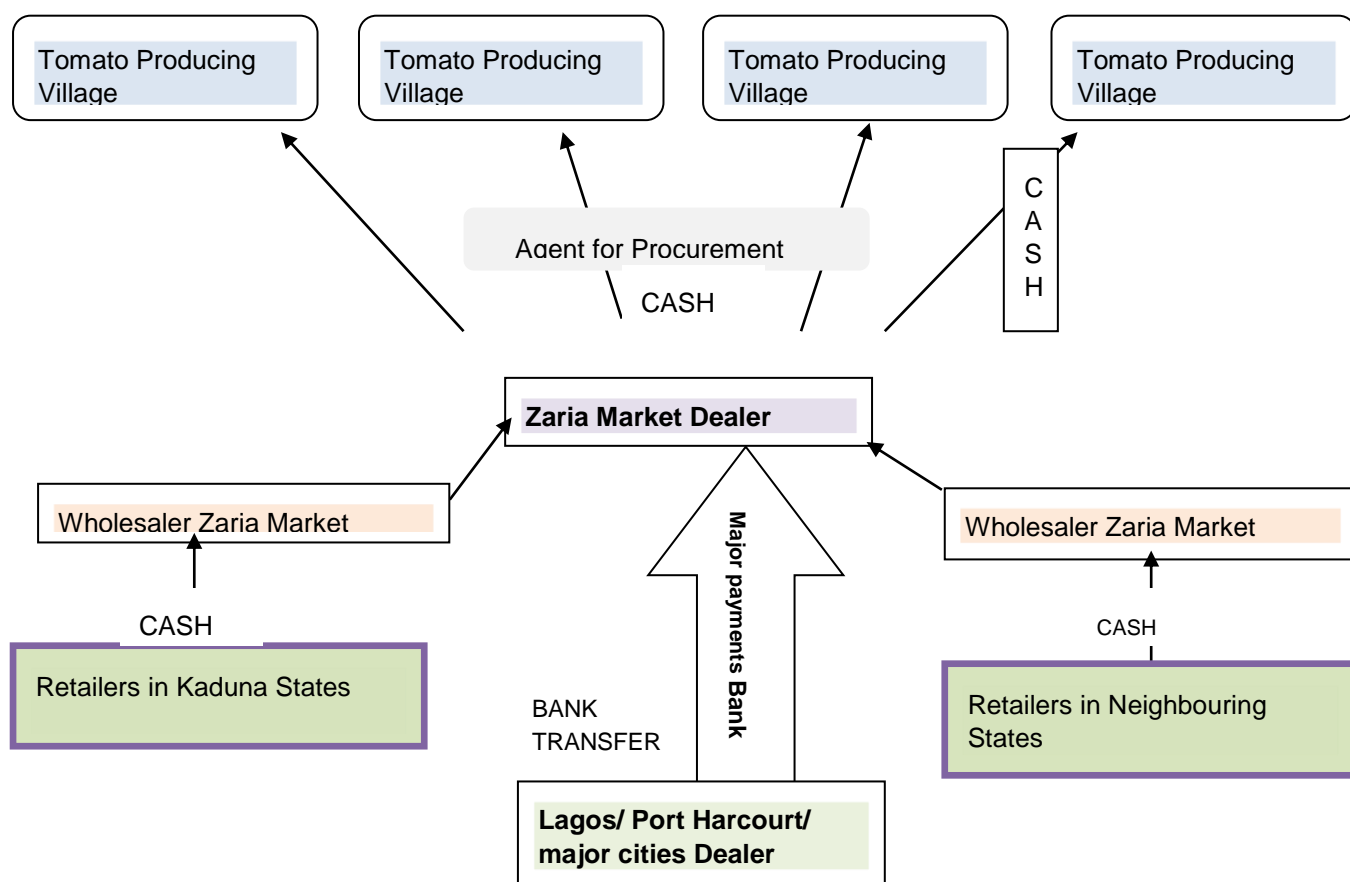 Tomato Producing
Village
Tomato Producing
Village
Tomato Producing
Village
Tomato Producing
Village
C
A
S
H
Agent for Procurement
CASH
Zaria Market Dealer
Wholesaler Zaria Market
Wholesaler Zaria Market
Major payments Bank
CASH
CASH
Retailers in Kaduna States
Retailers in Neighbouring
States
BANK
TRANSFER
Lagos/ Port Harcourt/
major cities Dealer